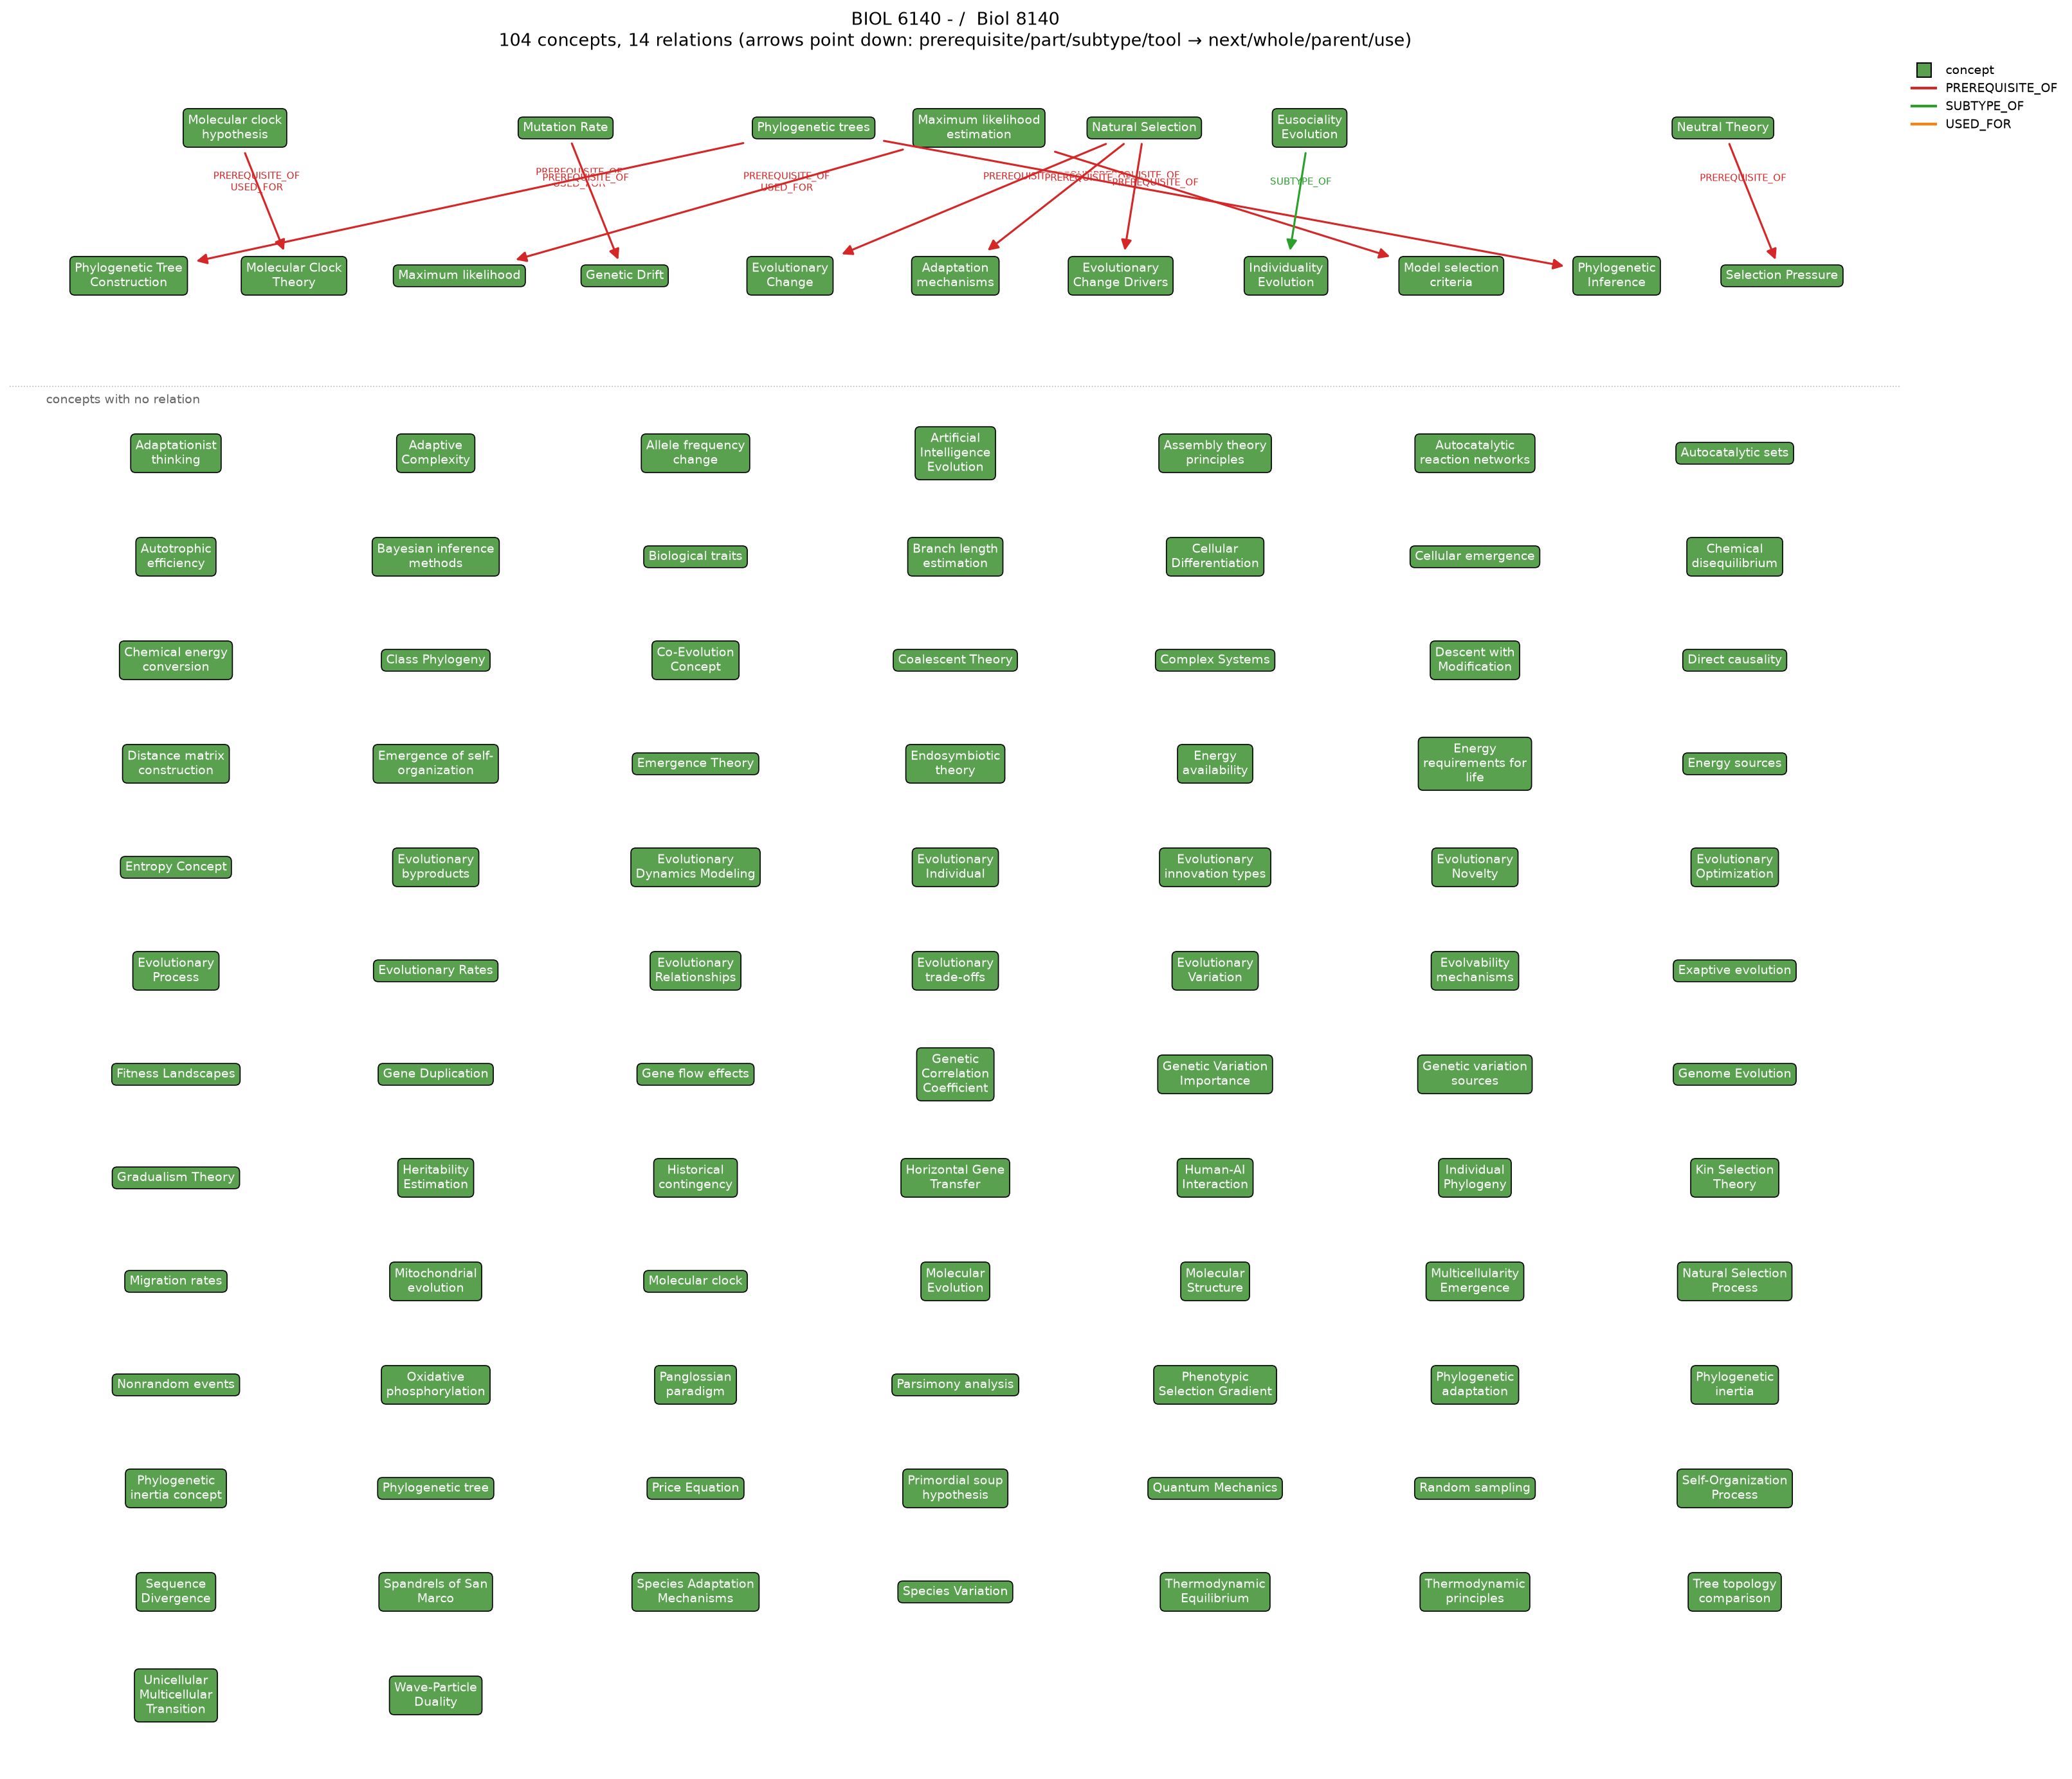 BIOL 6140 - /  Biol 8140
104 concepts, 14 relations (arrows point down: prerequisite/part/subtype/tool → next/whole/parent/use)
concept
PREREQUISITE_OF
SUBTYPE_OF
USED_FOR
Molecular clock
hypothesis
Mutation Rate
Phylogenetic trees
Maximum likelihood
estimation
Natural Selection
Eusociality
Evolution
Neutral Theory
PREREQUISITE_OF
USED_FOR
PREREQUISITE_OF
PREREQUISITE_OF
USED_FOR
PREREQUISITE_OF
SUBTYPE_OF
PREREQUISITE_OF
Phylogenetic Tree
Construction
Molecular Clock
Theory
Maximum likelihood
Genetic Drift
Evolutionary
Change
Adaptation
mechanisms
Evolutionary
Change Drivers
Individuality
Evolution
Model selection
criteria
Phylogenetic
Inference
Selection Pressure
concepts with no relation
Adaptationist
thinking
Adaptive
Complexity
Allele frequency
change
Artificial
Intelligence
Evolution
Assembly theory
principles
Autocatalytic
reaction networks
Autocatalytic sets
Autotrophic
efficiency
Bayesian inference
methods
Biological traits
Branch length
estimation
Cellular
Differentiation
Cellular emergence
Chemical
disequilibrium
Chemical energy
conversion
Class Phylogeny
Co-Evolution
Concept
Coalescent Theory
Complex Systems
Descent with
Modification
Direct causality
Distance matrix
construction
Emergence of self-
organization
Emergence Theory
Endosymbiotic
theory
Energy
availability
Energy
requirements for
life
Energy sources
Entropy Concept
Evolutionary
byproducts
Evolutionary
Dynamics Modeling
Evolutionary
Individual
Evolutionary
innovation types
Evolutionary
Novelty
Evolutionary
Optimization
Evolutionary
Process
Evolutionary Rates
Evolutionary
Relationships
Evolutionary
trade-offs
Evolutionary
Variation
Evolvability
mechanisms
Exaptive evolution
Fitness Landscapes
Gene Duplication
Gene flow effects
Genetic
Correlation
Coefficient
Genetic Variation
Importance
Genetic variation
sources
Genome Evolution
Gradualism Theory
Heritability
Estimation
Historical
contingency
Horizontal Gene
Transfer
Human-AI
Interaction
Individual
Phylogeny
Kin Selection
Theory
Migration rates
Mitochondrial
evolution
Molecular clock
Molecular
Evolution
Molecular
Structure
Multicellularity
Emergence
Natural Selection
Process
Nonrandom events
Oxidative
phosphorylation
Panglossian
paradigm
Parsimony analysis
Phenotypic
Selection Gradient
Phylogenetic
adaptation
Phylogenetic
inertia
Phylogenetic
inertia concept
Phylogenetic tree
Price Equation
Primordial soup
hypothesis
Quantum Mechanics
Random sampling
Self-Organization
Process
Sequence
Divergence
Spandrels of San
Marco
Species Adaptation
Mechanisms
Species Variation
Thermodynamic
Equilibrium
Thermodynamic
principles
Tree topology
comparison
Unicellular
Multicellular
Transition
Wave-Particle
Duality